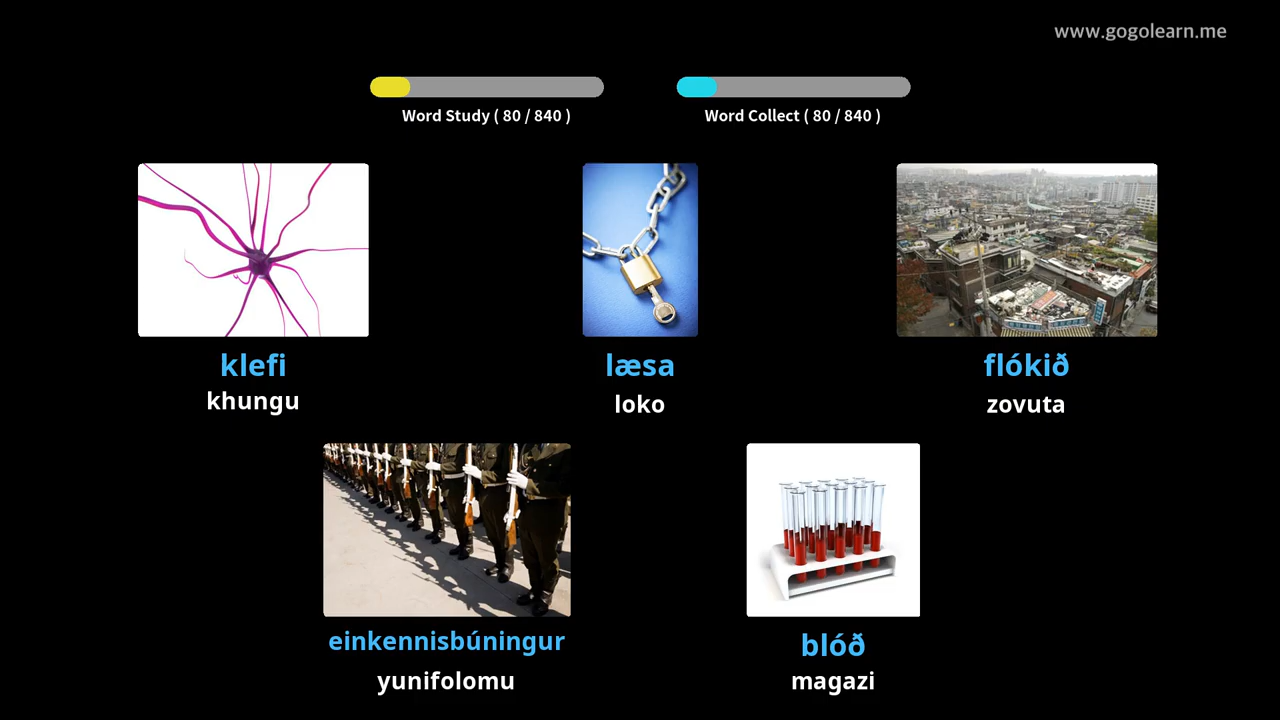 www.gogolearn.me
Word Study ( 80 / 840 )
Word Collect ( 80 / 840 )
klefi
khungu
læsa
loko
flókið
zovuta
einkennisbúningur
yunifolomu
blóð
magazi